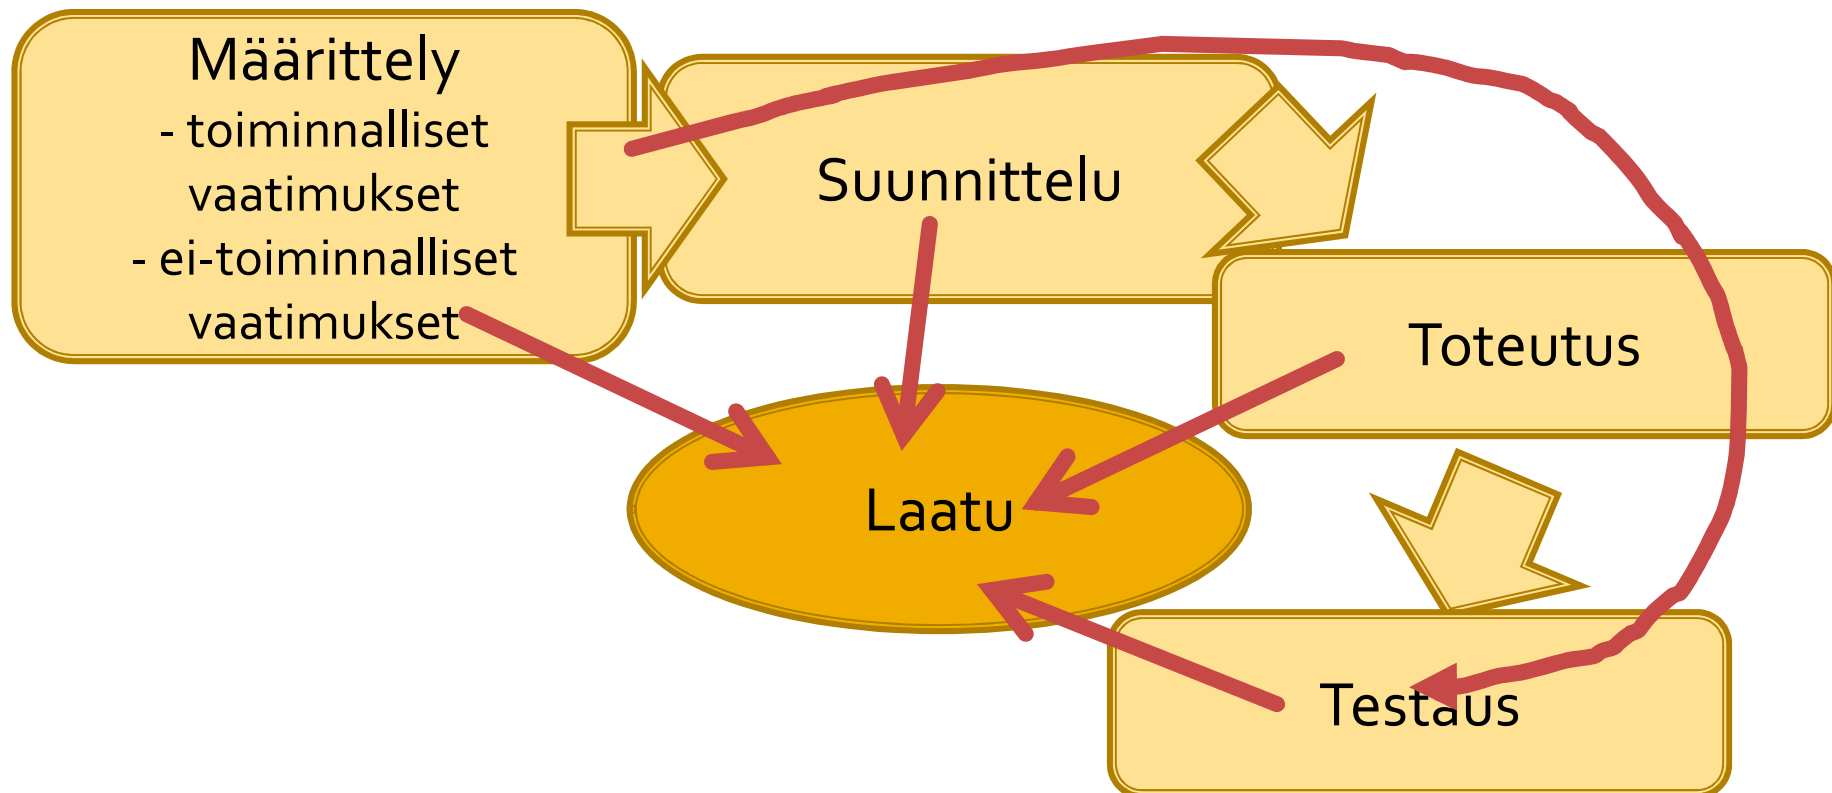 Määrittely
- toiminnalliset
vaatimukset
- ei-toiminnalliset
vaatimukset
Suunnittelu
Toteutus
Laatu
Testaus